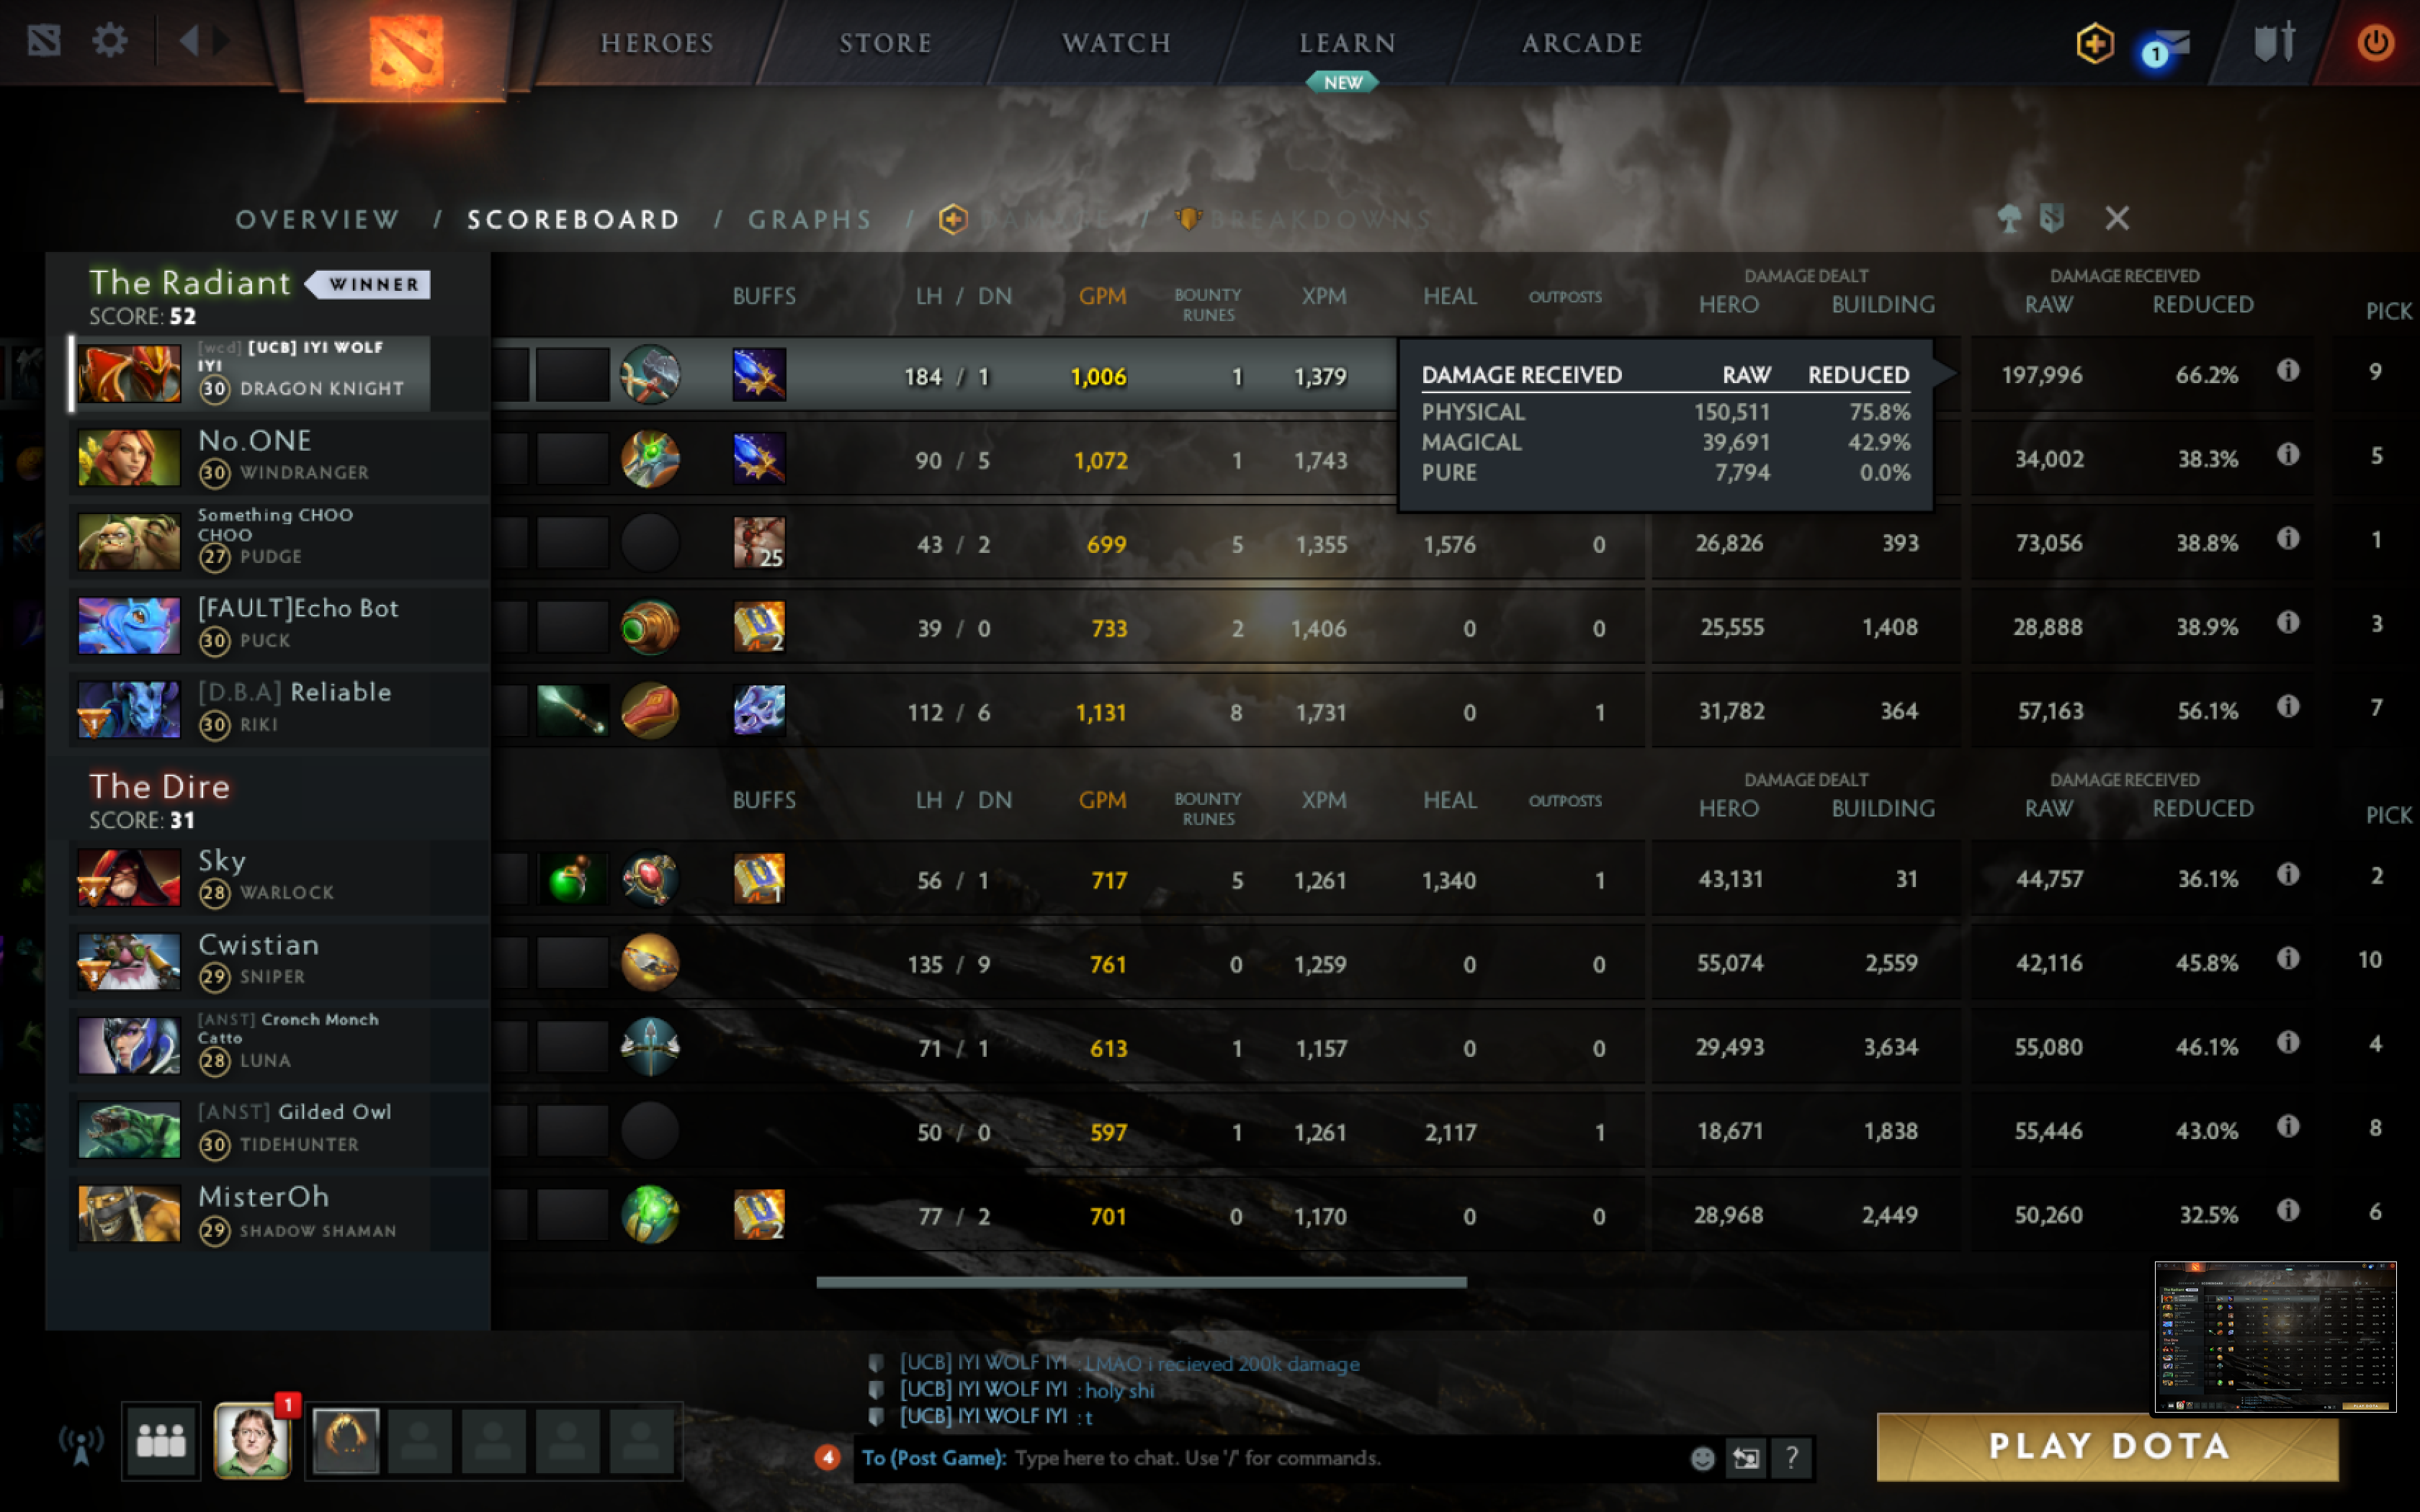 HEROES STORE WATCH LEARN ARCADE
NEW
1
OVERVIEW / SCOREBOARD / GRAPHS / DAMAGE / BREAKDOWNS
The Radiant WINNER
SCORE: 52
BUFFS LH / DN GPM BOUNTY RUNES XPM HEAL OUTPOSTS DAMAGE DEALT HERO BUILDING DAMAGE RECEIVED RAW REDUCED PICK
[wcd] [UCB] IYI WOLF IYI
30 DRAGON KNIGHT 184 / 1 1,006 1 1,379 197,996 66.2% 9
DAMAGE RECEIVED RAW REDUCED
PHYSICAL 150,511 75.8%
MAGICAL 39,691 42.9%
PURE 7,794 0.0%
No.ONE
30 WINDRANGER 90 / 5 1,072 1 1,743 34,002 38.3% 5
Something CHOO CHOO
27 PUDGE 25 43 / 2 699 5 1,355 1,576 0 26,826 393 73,056 38.8% 1
[FAULT]Echo Bot
30 PUCK 2 39 / 0 733 2 1,406 0 0 25,555 1,408 28,888 38.9% 3
[D.B.A] Reliable
1 30 RIKI 112 / 6 1,131 8 1,731 0 1 31,782 364 57,163 56.1% 7
The Dire
SCORE: 31
BUFFS LH / DN GPM BOUNTY RUNES XPM HEAL OUTPOSTS DAMAGE DEALT HERO BUILDING DAMAGE RECEIVED RAW REDUCED PICK
Sky
4 28 WARLOCK 1 56 / 1 717 5 1,261 1,340 1 43,131 31 44,757 36.1% 2
Cwistian
3 29 SNIPER 135 / 9 761 0 1,259 0 0 55,074 2,559 42,116 45.8% 10
[ANST] Cronch Monch Catto
28 LUNA 71 / 1 613 1 1,157 0 0 29,493 3,634 55,080 46.1% 4
[ANST] Gilded Owl
30 TIDEHUNTER 50 / 0 597 1 1,261 2,117 1 18,671 1,838 55,446 43.0% 8
MisterOh
29 SHADOW SHAMAN 2 77 / 2 701 0 1,170 0 0 28,968 2,449 50,260 32.5% 6
[UCB] IYI WOLF IYI : LMAO i recieved 200k damage
[UCB] IYI WOLF IYI : holy shi
[UCB] IYI WOLF IYI : t
1
4 To (Post Game): Type here to chat. Use '/' for commands. ?
PLAY DOTA